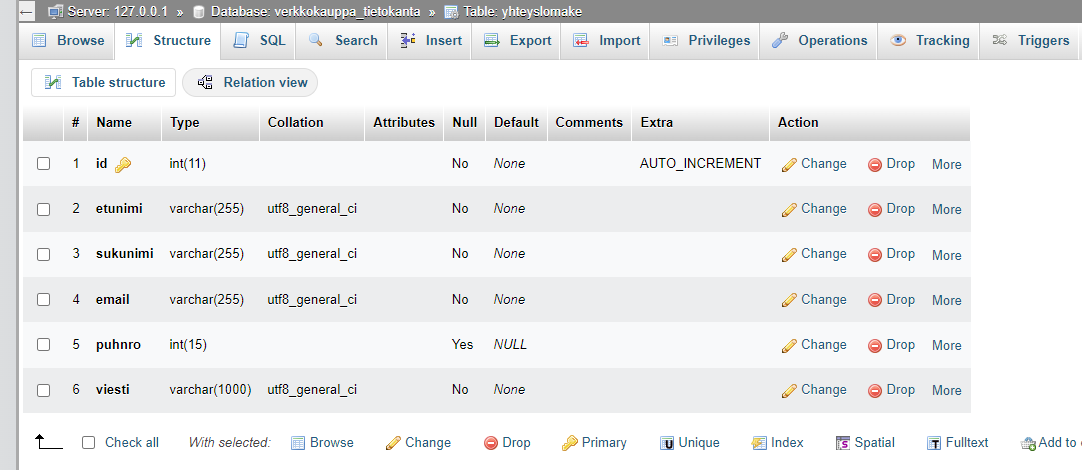 Server: 127.0.0.1 » Database: verkkokauppa_tietokanta » Table: yhteyslomake
Browse Structure SQL Search Insert Export Import Privileges Operations Tracking Triggers
Table structure Relation view
# Name Type Collation Attributes Null Default Comments Extra Action
1 id int(11) No None AUTO_INCREMENT Change Drop More
2 etunimi varchar(255) utf8_general_ci No None Change Drop More
3 sukunimi varchar(255) utf8_general_ci No None Change Drop More
4 email varchar(255) utf8_general_ci No None Change Drop More
5 puhnro int(15) Yes NULL Change Drop More
6 viesti varchar(1000) utf8_general_ci No None Change Drop More
Check all With selected: Browse Change Drop Primary Unique Index Spatial Fulltext Add to